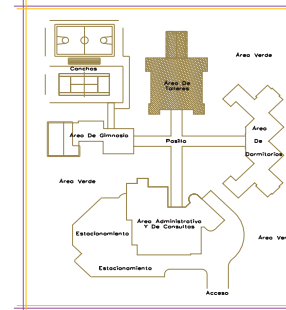 Área Verde
Canchas
Área De
Talleres
Área De Gimnasio
Pasillo
Área
De
Dormitorios
Área Verde
Área Administrativo
Y De Consultas
Estacionamiento
Área Ver
Estacionamiento
Acceso